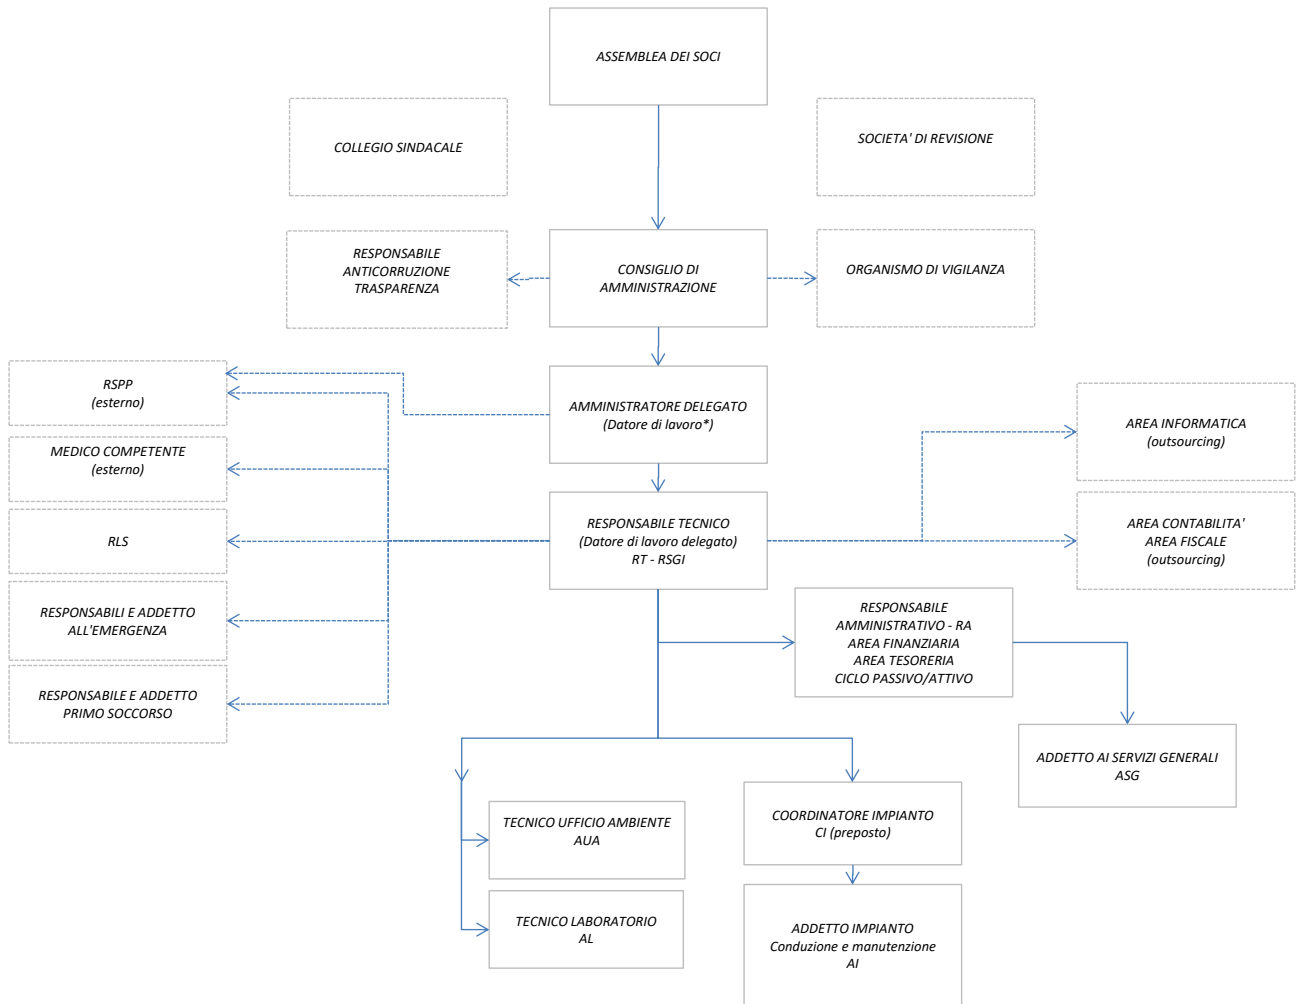 ASSEMBLEA DEI SOCI
COLLEGIO SINDACALE
SOCIETA' DI REVISIONE
RESPONSABILE
ANTICORRUZIONE
TRASPARENZA
CONSIGLIO DI
AMMINISTRAZIONE
ORGANISMO DI VIGILANZA
RSPP
(esterno)
AMMINISTRATORE DELEGATO
(Datore di lavoro*)
AREA INFORMATICA
(outsourcing)
MEDICO COMPETENTE
(esterno)
RLS
RESPONSABILE TECNICO
(Datore di lavoro delegato)
RT - RSGI
AREA CONTABILITA'
AREA FISCALE
(outsourcing)
RESPONSABILI E ADDETTO
ALL'EMERGENZA
RESPONSABILE
AMMINISTRATIVO - RA
AREA FINANZIARIA
AREA TESORERIA
CICLO PASSIVO/ATTIVO
RESPONSABILE E ADDETTO
PRIMO SOCCORSO
ADDETTO AI SERVIZI GENERALI
ASG
TECNICO UFFICIO AMBIENTE
AUA
COORDINATORE IMPIANTO
CI (preposto)
TECNICO LABORATORIO
AL
ADDETTO IMPIANTO
Conduzione e manutenzione
AI